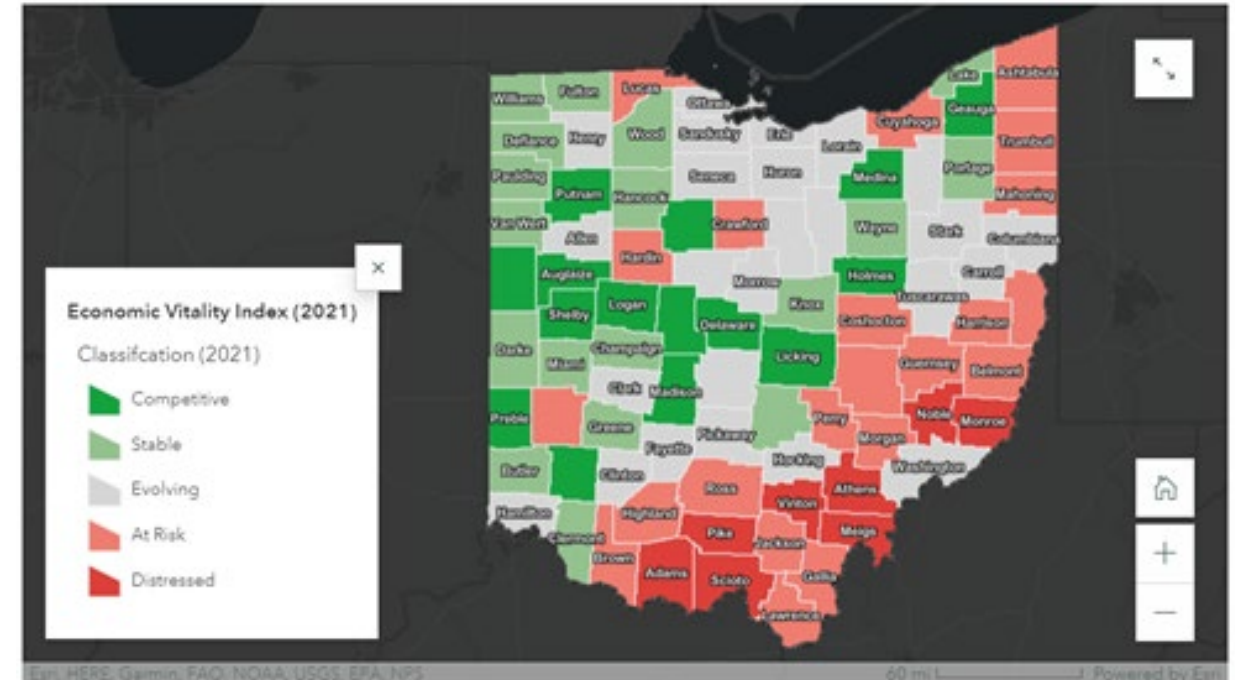 Lake
Ashtabula
Williams
Fulton
Lucas
Ottawa
Geauga
Cuyahoga
Defiance
Henry
Wood
Sandusky
Erie
Lorain
Trumbull
Paulding
Putnam
Hancock
Seneca
Huron
Medina
Portage
Mahoning
Van Wert
Allen
Crawford
Wayne
Stark
Columbiana
Hardin
Auglaize
Morrow
Holmes
Carroll
Tuscarawas
Shelby
Logan
Delaware
Knox
Coshocton
Harrison
Darke
Miami
Champaign
Licking
Guernsey
Belmont
Clark
Madison
Preble
Greene
Fayette
Pickaway
Perry
Morgan
Noble
Monroe
Butler
Clinton
Hocking
Washington
Hamilton
Highland
Ross
Vinton
Athens
Clermont
Brown
Pike
Jackson
Meigs
Adams
Scioto
Gallia
Lawrence
Economic Vitality Index (2021)
Classifcation (2021)
Competitive
Stable
Evolving
At Risk
Distressed
Esri, HERE, Garmin, FAO, NOAA, USGS, EPA, NPS
60 mi
Powered by Esri